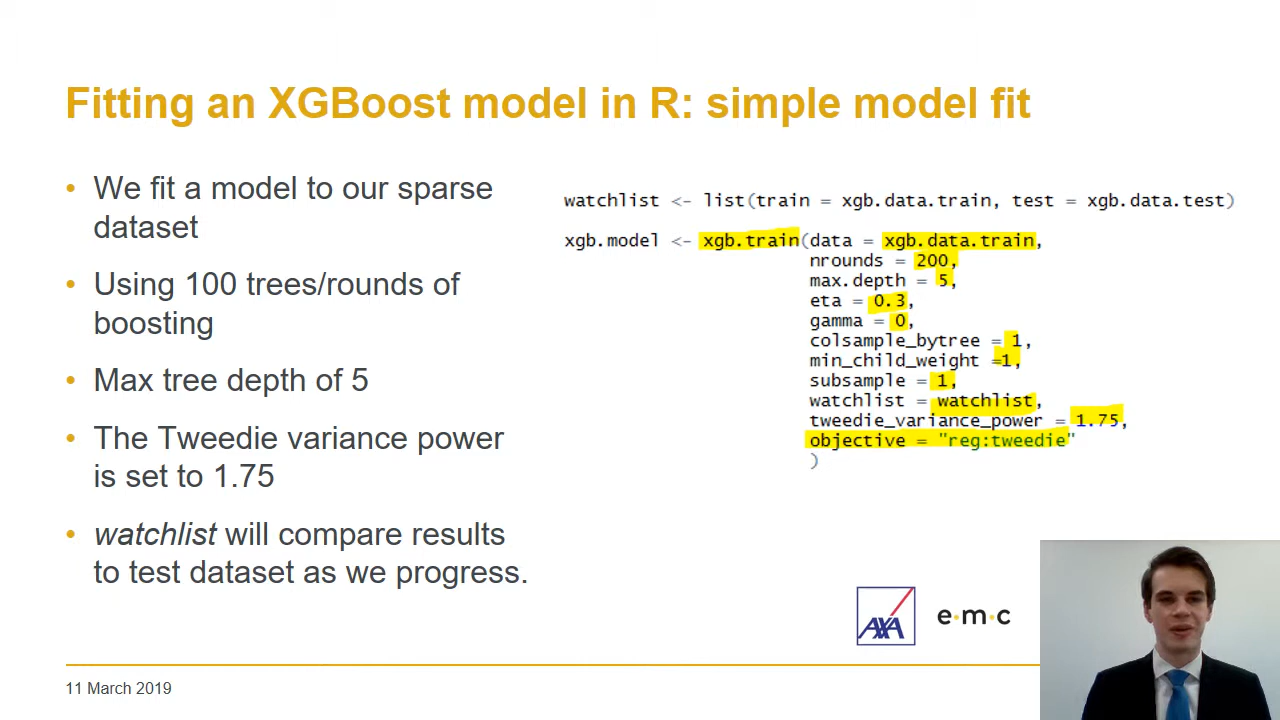 Fitting an XGBoost model in R: simple model fit
• We fit a model to our sparse
dataset
• Using 100 trees/rounds of
boosting
• Max tree depth of 5
• The Tweedie variance power
is set to 1.75
• watchlist will compare results
to test dataset as we progress.
watchlist <- list(train = xgb.data.train, test = xgb.data.test)
xgb.model <- xgb.train(data = xgb.data.train,
nrounds = 200,
max.depth = 5,
eta = 0.3,
gamma = 0,
colsample_bytree = 1,
min_child_weight =1,
subsample = 1,
watchlist = watchlist,
tweedie_variance_power = 1.75,
objective = "reg:tweedie"
)
AXA
e·m·c
11 March 2019